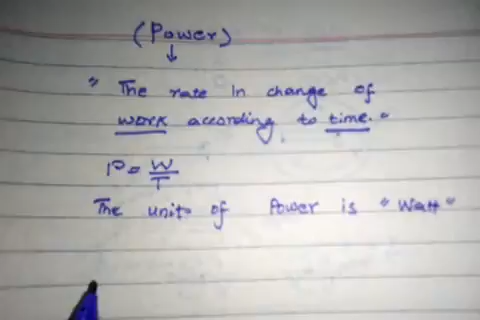 (Power)
" The rate in change of
work according to time."
P = W/T
The unit of Power is "Watt"